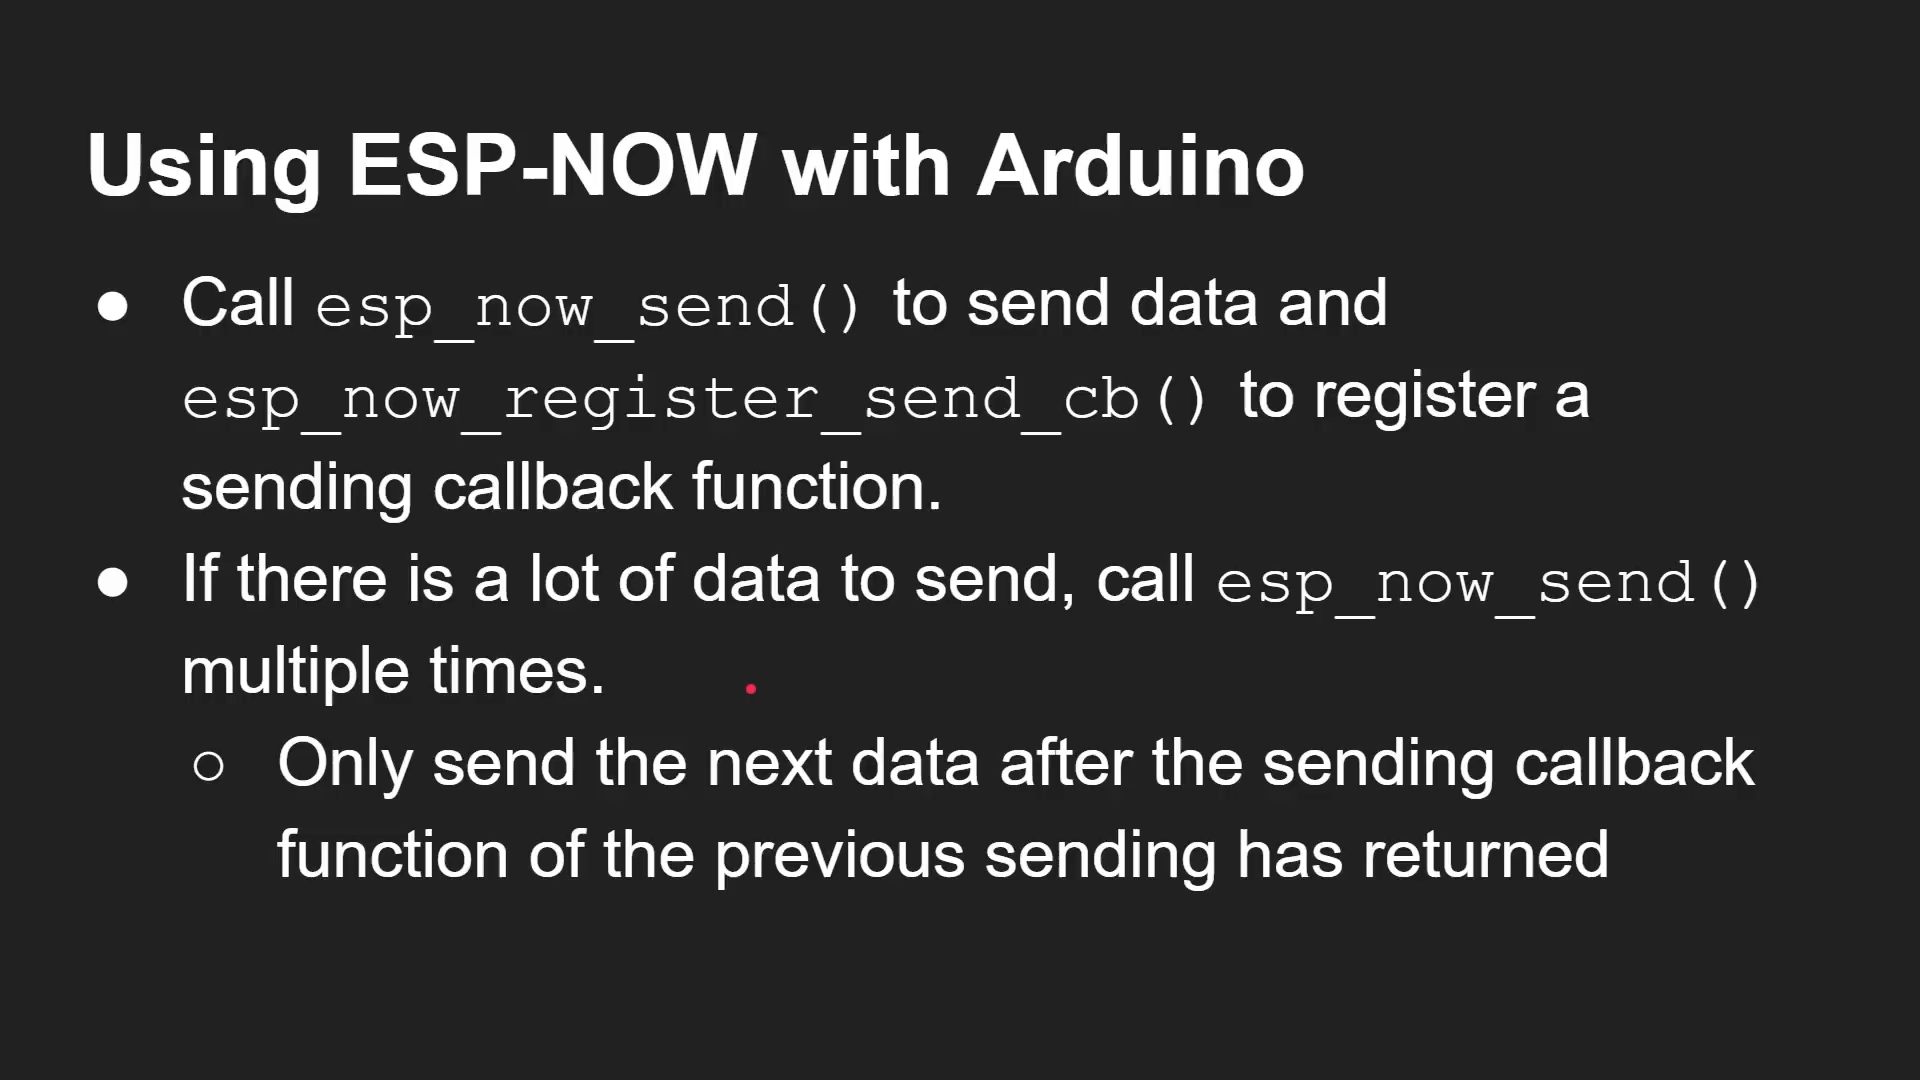 Using ESP-NOW with Arduino
● Call esp_now_send() to send data and
esp_now_register_send_cb() to register a
sending callback function.
● If there is a lot of data to send, call esp_now_send()
multiple times.
○ Only send the next data after the sending callback
function of the previous sending has returned